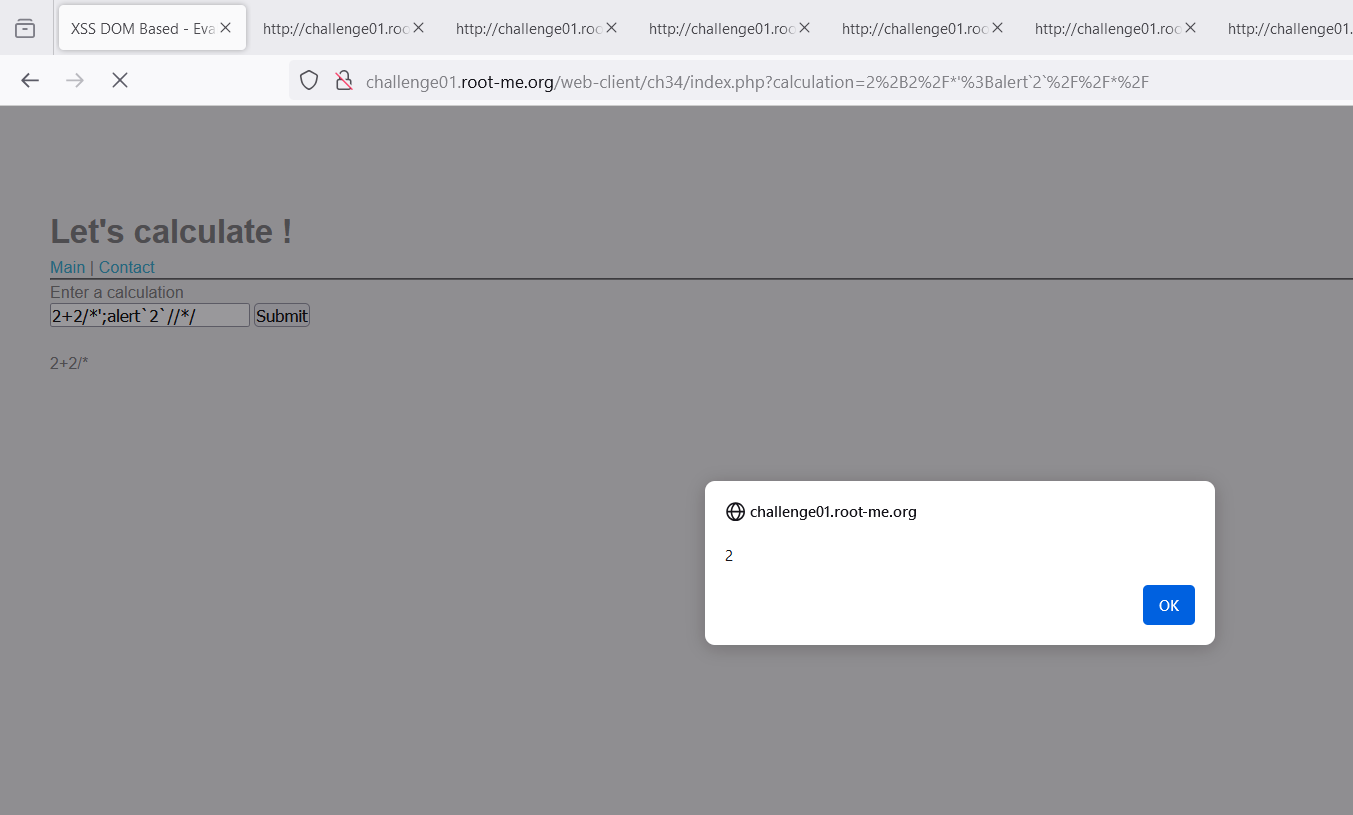 XSS DOM Based - Eva
http://challenge01.roo
http://challenge01.roo
http://challenge01.roo
http://challenge01.roo
http://challenge01.roo
http://challenge01.
challenge01.root-me.org/web-client/ch34/index.php?calculation=2%2B2%2F*'%3Balert`2`%2F%2F*%2F
Let's calculate !
Main | Contact
Enter a calculation
2+2/*';alert`2`//*/ Submit
2+2/*
challenge01.root-me.org
2
OK